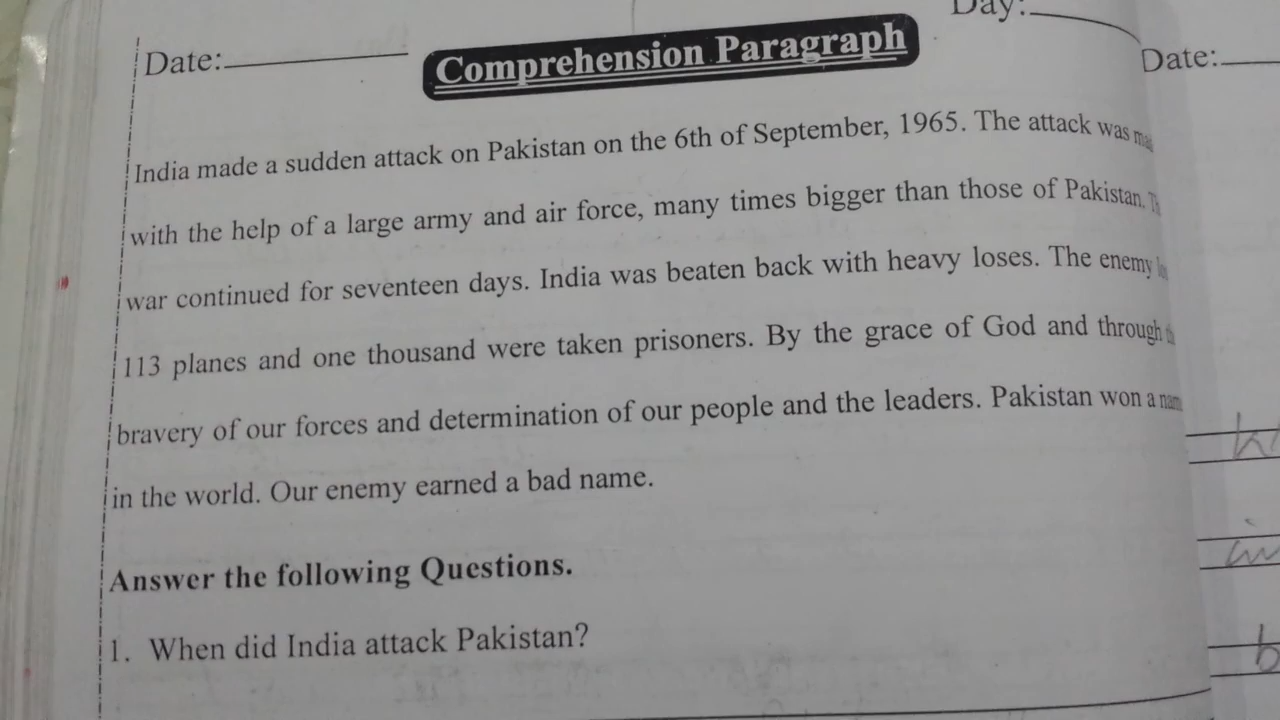 Day:
Date:
Comprehension Paragraph
Date:
India made a sudden attack on Pakistan on the 6th of September, 1965. The attack was
with the help of a large army and air force, many times bigger than those of Pakistan.
war continued for seventeen days. India was beaten back with heavy loses. The enemy
113 planes and one thousand were taken prisoners. By the grace of God and through
bravery of our forces and determination of our people and the leaders. Pakistan won a
in the world. Our enemy earned a bad name.
Answer the following Questions.
1. When did India attack Pakistan?